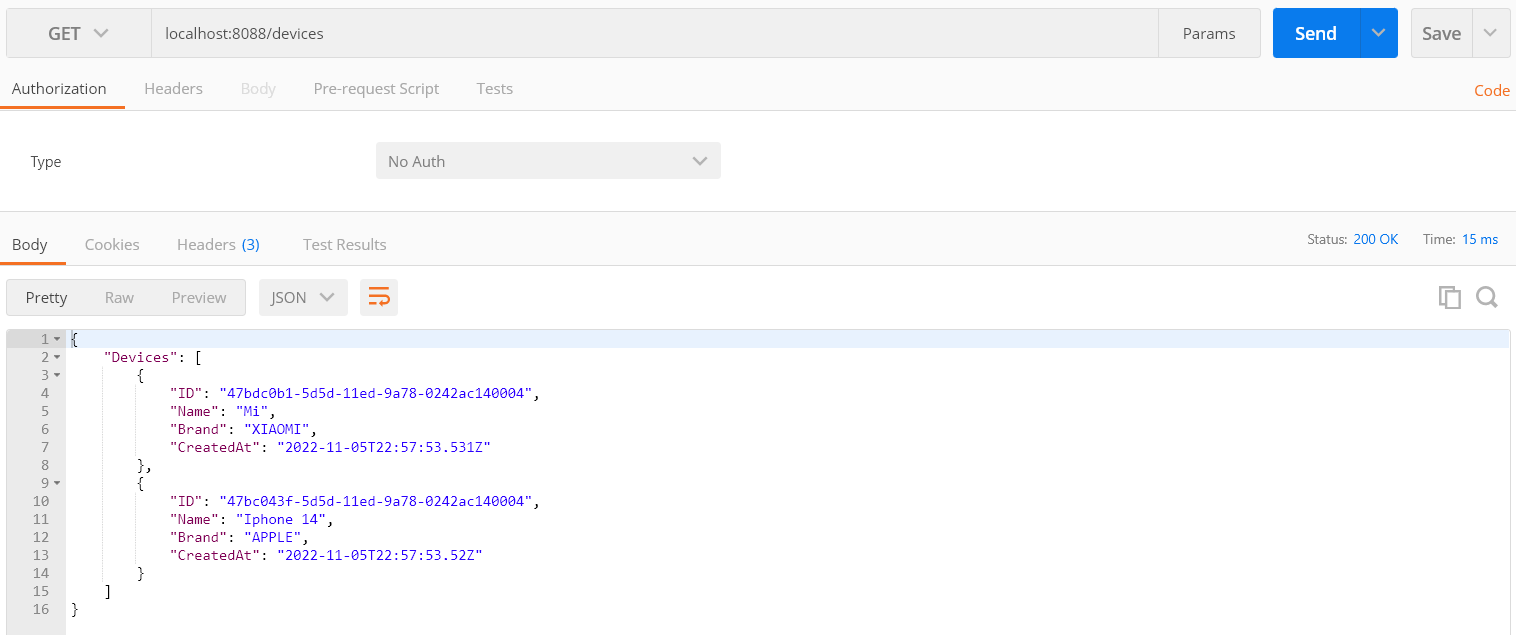 GET localhost:8088/devices Params Send Save
Authorization Headers Body Pre-request Script Tests Code
Type No Auth
Body Cookies Headers (3) Test Results Status: 200 OK Time: 15 ms
Pretty Raw Preview JSON
1 {
2 "Devices": [
3 {
4 "ID": "47bdc0b1-5d5d-11ed-9a78-0242ac140004",
5 "Name": "Mi",
6 "Brand": "XIAOMI",
7 "CreatedAt": "2022-11-05T22:57:53.531Z"
8 },
9 {
10 "ID": "47bc043f-5d5d-11ed-9a78-0242ac140004",
11 "Name": "Iphone 14",
12 "Brand": "APPLE",
13 "CreatedAt": "2022-11-05T22:57:53.52Z"
14 }
15 ]
16 }